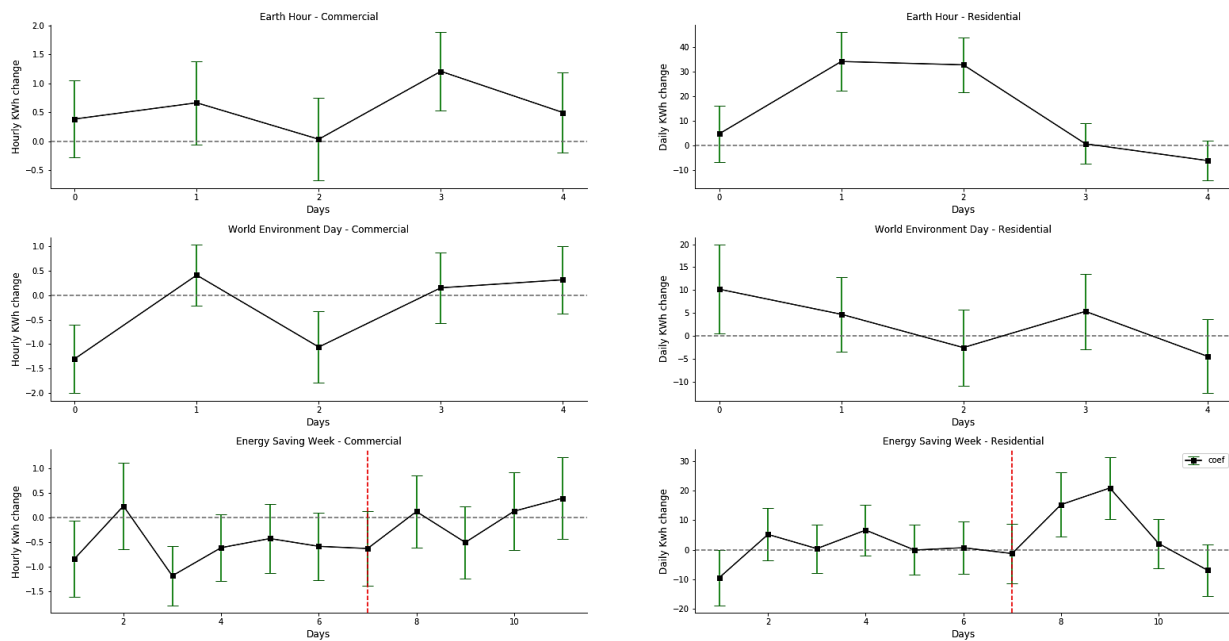 Earth Hour - Commercial
Hourly KWh change
2.0
1.5
1.0
0.5
0.0
−0.5
0 1 2 3 4
Days
Earth Hour - Residential
Daily KWh change
40
30
20
10
0
−10
0 1 2 3 4
Days
World Environment Day - Commercial
Hourly KWh change
1.0
0.5
0.0
−0.5
−1.0
−1.5
−2.0
0 1 2 3 4
Days
World Environment Day - Residential
Daily KWh change
20
15
10
5
0
−5
−10
0 1 2 3 4
Days
Energy Saving Week - Commercial
Hourly Kwh change
1.0
0.5
0.0
−0.5
−1.0
−1.5
2 4 6 8 10
Days
Energy Saving Week - Residential
Daily Kwh change
30
20
10
0
−10
−20
coef
2 4 6 8 10
Days